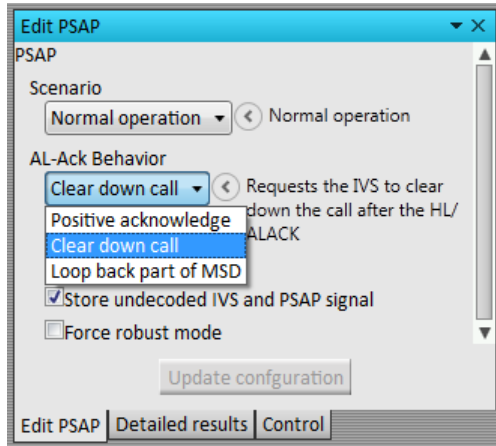 Edit PSAP
PSAP
Scenario
Normal operation
Normal operation
AL-Ack Behavior
Clear down call
Requests the IVS to clear
down the call after the HL/
ALACK
Positive acknowledge
Clear down call
Loop back part of MSD
Store undecoded IVS and PSAP signal
Force robust mode
Update confguration
Edit PSAP
Detailed results
Control